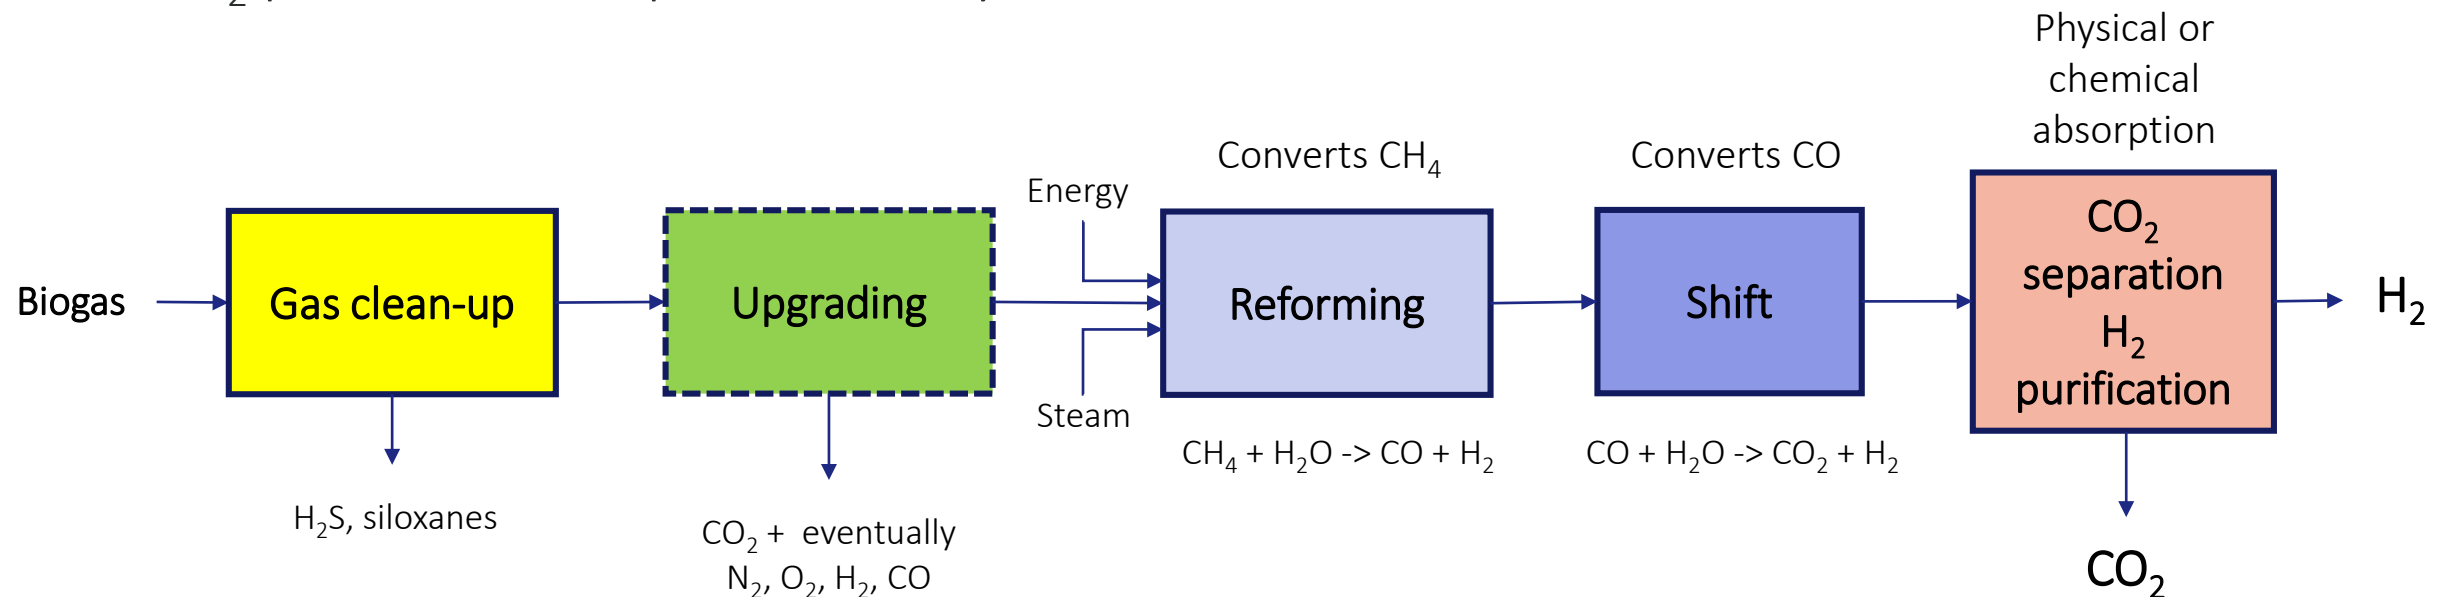 Physical or
chemical
absorption
Converts CH₄
Converts CO
Energy
Biogas
Gas clean-up
Upgrading
Reforming
Shift
CO₂
separation
H₂
purification
H₂
Steam
CH₄ + H₂O -> CO + H₂
CO + H₂O -> CO₂ + H₂
H₂S, siloxanes
CO₂ + eventually
N₂, O₂, H₂, CO
CO₂